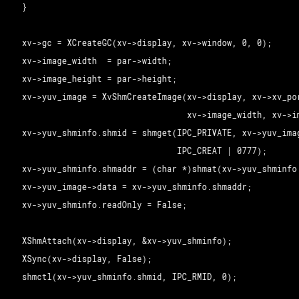 }
xv->gc = XCreateGC(xv->display, xv->window, 0, 0);
xv->image_width  = par->width;
xv->image_height = par->height;
xv->yuv_image = XvShmCreateImage(xv->display, xv->xv_por
xv->image_width, xv->im
xv->yuv_shminfo.shmid = shmget(IPC_PRIVATE, xv->yuv_imag
IPC_CREAT | 0777);
xv->yuv_shminfo.shmaddr = (char *)shmat(xv->yuv_shminfo
xv->yuv_image->data = xv->yuv_shminfo.shmaddr;
xv->yuv_shminfo.readOnly = False;
XShmAttach(xv->display, &xv->yuv_shminfo);
XSync(xv->display, False);
shmctl(xv->yuv_shminfo.shmid, IPC_RMID, 0);